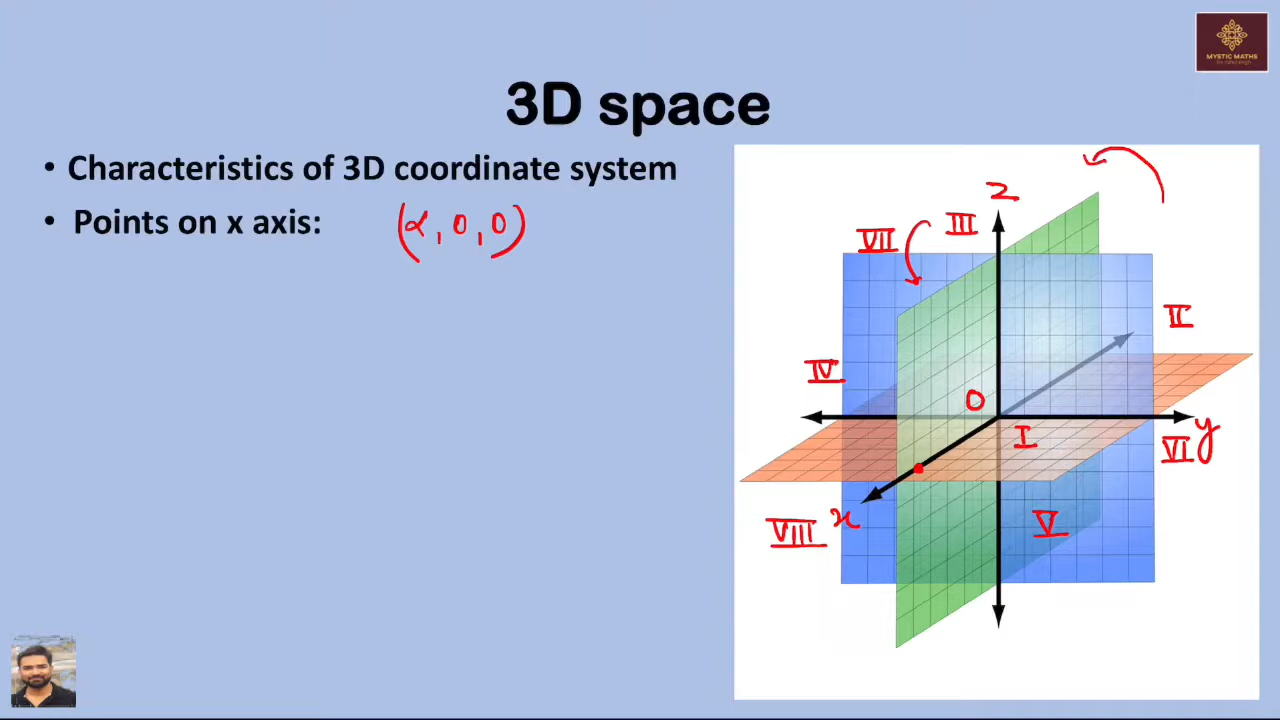 MYSTIC MATHS
3D space
• Characteristics of 3D coordinate system
• Points on x axis: (α, 0, 0)
z
III
VII
II
IV
O
I
y
VI
x
VIII
V